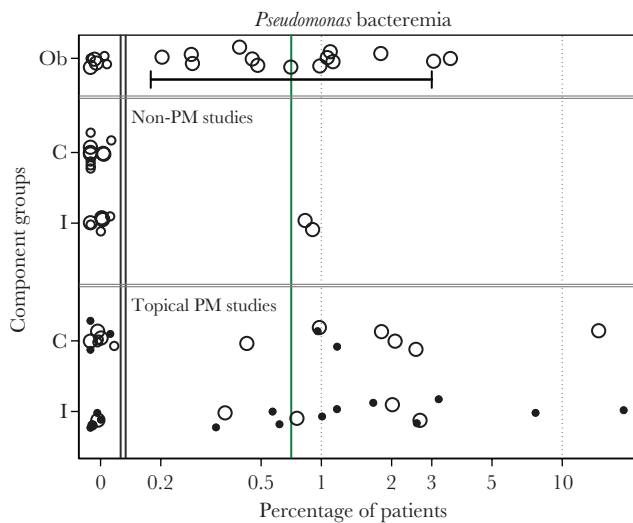 Pseudomonas bacteremia
Ob
Non-PM studies
C
I
Topical PM studies
C
I
Component groups
0 0.2 0.5 1 2 3 5 10
Percentage of patients